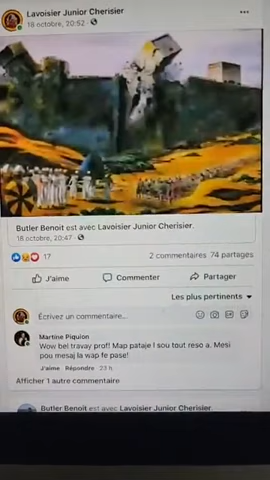 Lavoisier Junior Cherisier
18 octobre, 20:52
Butler Benoit est avec Lavoisier Junior Cherisier.
18 octobre, 20:47
17
2 commentaires 74 partages
J'aime Commenter Partager
Les plus pertinents
Écrivez un commentaire...
Martine Piquion
Wow bel travay prof! Map pataje l sou tout reso a. Mesi
pou mesaj la wap fe pase!
J'aime Répondre 23 h
Afficher 1 autre commentaire
Butler Benoit est avec Lavoisier Junior Cherisier